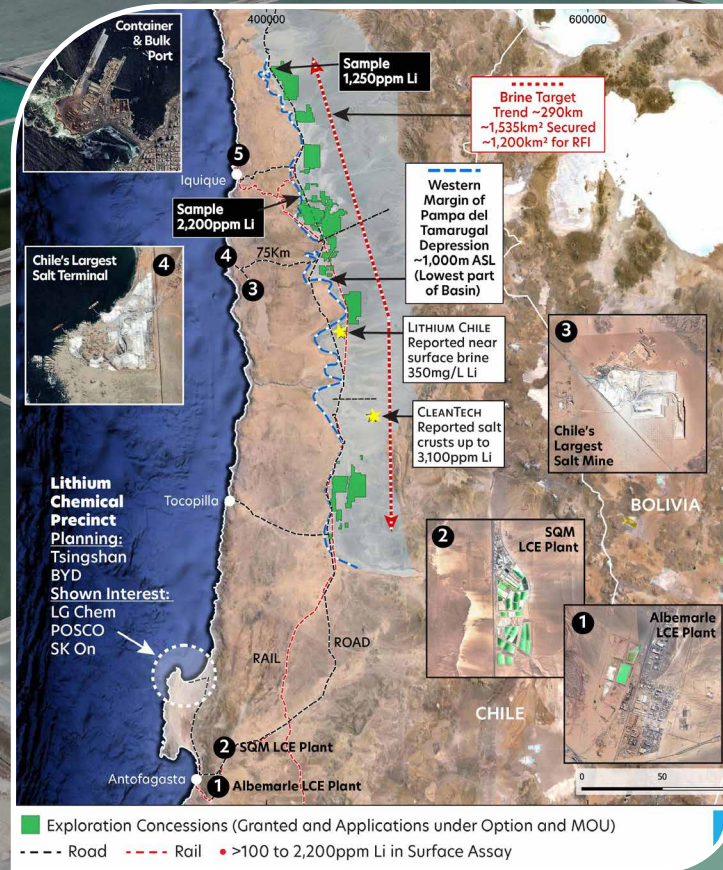 400000
600000
Container
& Bulk
Port
Sample
1,250ppm Li
Brine Target
Trend ~290km
~1,535km² Secured
~1,200km² for RFI
5
Iquique
Western
Margin of
Pampa del
Tamarugal
Depression
~1,000m ASL
(Lowest part
of Basin)
Sample
2,200ppm Li
Chile's Largest
Salt Terminal
4
4
75Km
3
LITHIUM CHILE
Reported near
surface brine
350mg/L Li
3
Chile's
Largest
Salt Mine
CLEANTECH
Reported salt
crusts up to
3,100ppm Li
Lithium
Chemical
Precinct
Planning:
Tsingshan
BYD
Shown Interest:
LG Chem
POSCO
SK On
Tocopilla
BOLIVIA
2
SQM
LCE Plant
1
Albemarle
LCE Plant
RAIL
ROAD
CHILE
2 SQM LCE Plant
Antofagasta
1 Albemarle LCE Plant
0
50
Exploration Concessions (Granted and Applications under Option and MOU)
Road
Rail
>100 to 2,200ppm Li in Surface Assay